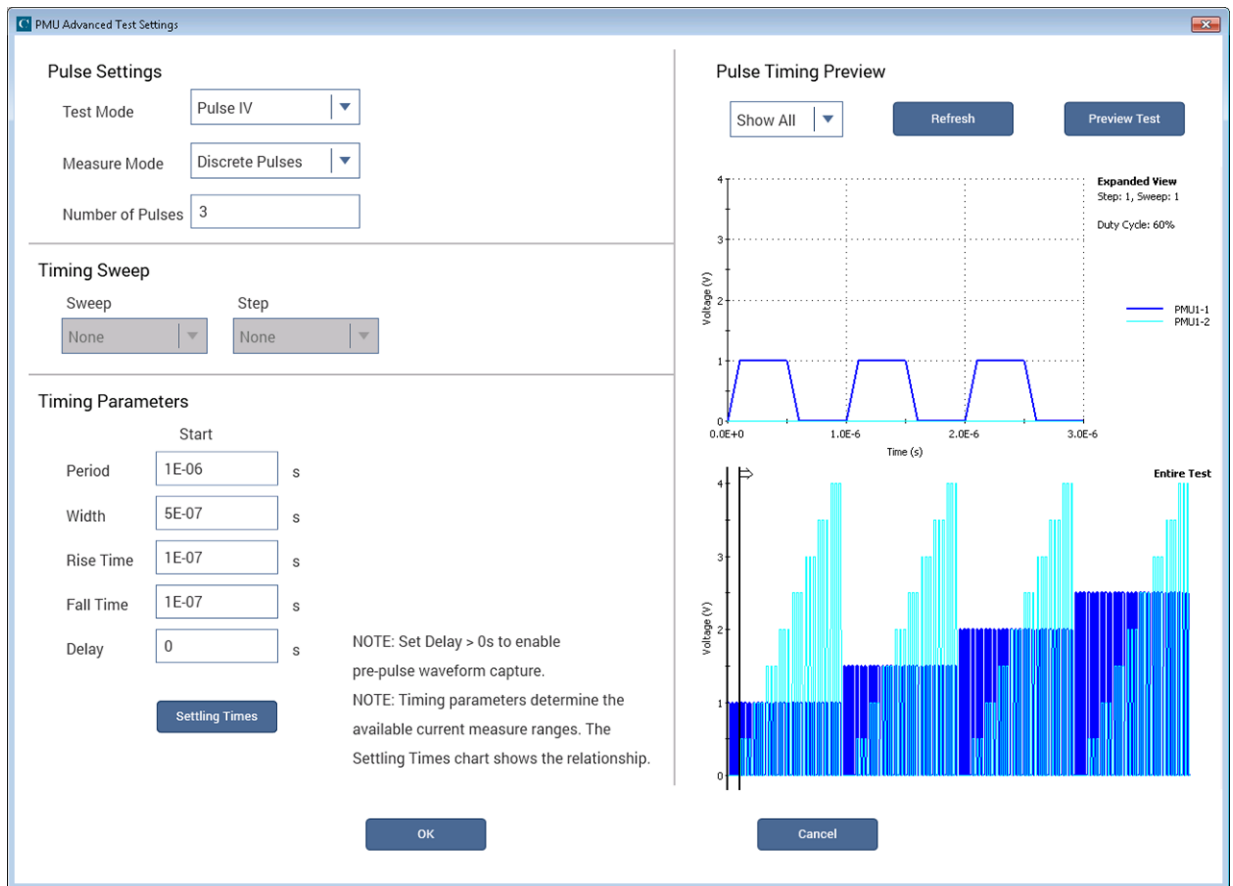 PMU Advanced Test Settings
Pulse Settings
Test Mode
Pulse IV
Measure Mode
Discrete Pulses
Number of Pulses
3
Timing Sweep
Sweep
Step
None
None
Timing Parameters
Start
Period
1E-06
s
Width
5E-07
s
Rise Time
1E-07
s
Fall Time
1E-07
s
Delay
0
s
Settling Times
NOTE: Set Delay > 0s to enable
pre-pulse waveform capture.
NOTE: Timing parameters determine the
available current measure ranges. The
Settling Times chart shows the relationship.
Pulse Timing Preview
Show All
Refresh
Preview Test
4
3
2
1
0
Voltage (V)
0.0E+0
1.0E-6
2.0E-6
3.0E-6
Time (s)
Expanded View
Step: 1, Sweep: 1
Duty Cycle: 60%
PMU1-1
PMU1-2
Entire Test
4
3
2
1
0
Voltage (V)
OK
Cancel